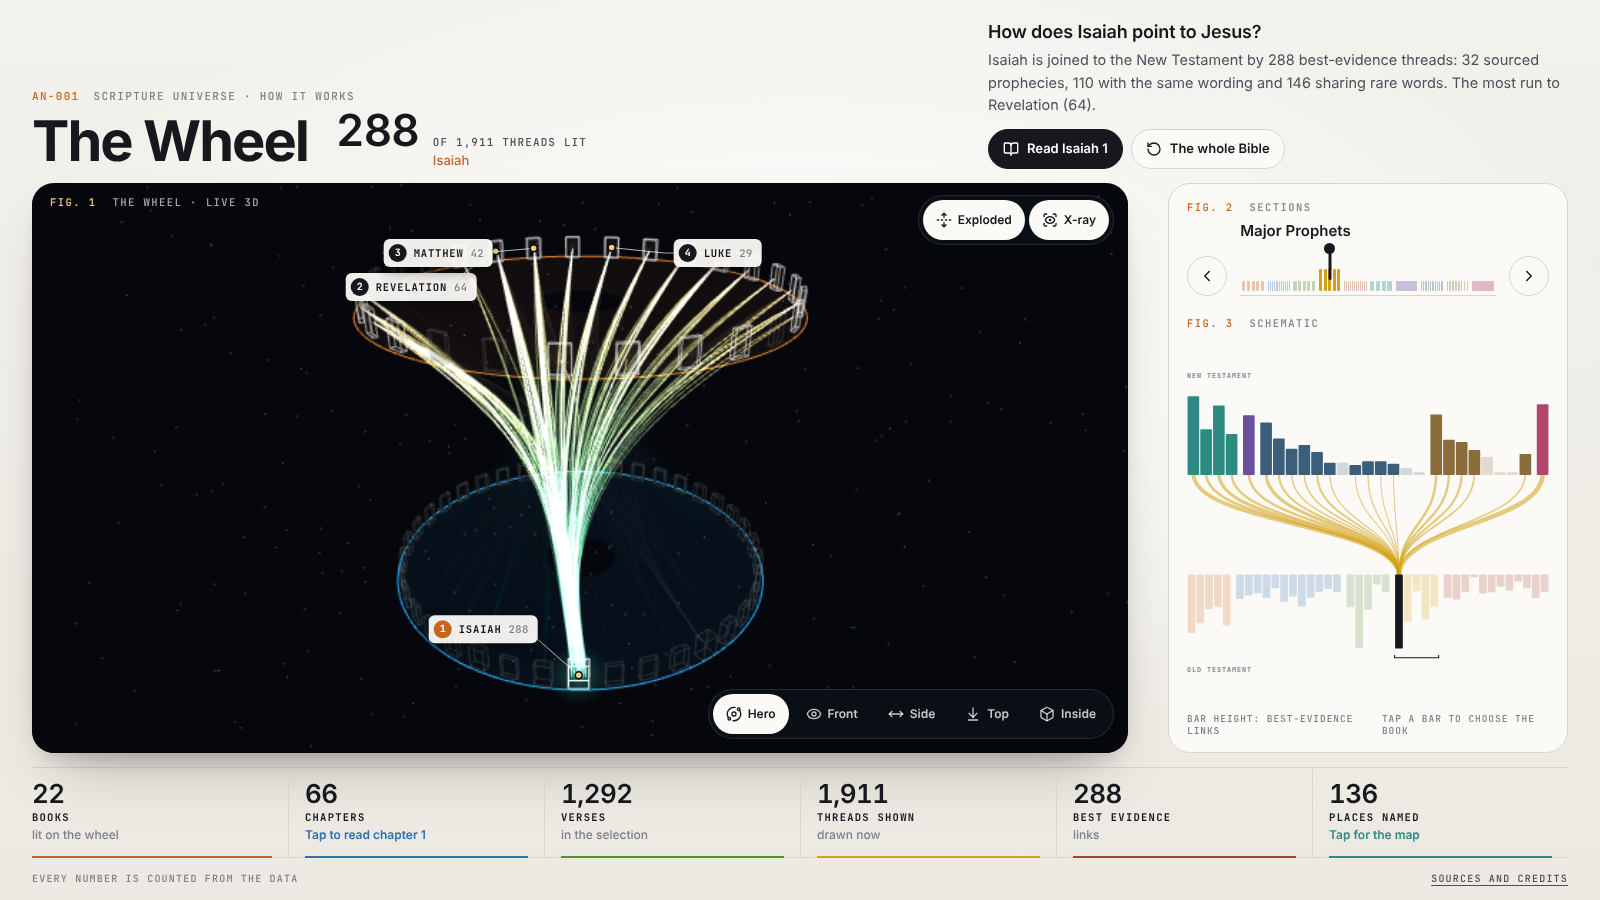 How does Isaiah point to Jesus?
Isaiah is joined to the New Testament by 288 best-evidence threads: 32 sourced
prophecies, 110 with the same wording and 146 sharing rare words. The most run to
Revelation (64).
AN-001 SCRIPTURE UNIVERSE · HOW IT WORKS
The Wheel 288 OF 1,911 THREADS LIT
Isaiah
Read Isaiah 1
The whole Bible
FIG. 1 THE WHEEL · LIVE 3D
Exploded
X-ray
3 MATTHEW 42
4 LUKE 29
2 REVELATION 64
1 ISAIAH 288
Hero
Front
Side
Top
Inside
FIG. 2 SECTIONS
Major Prophets
FIG. 3 SCHEMATIC
NEW TESTAMENT
OLD TESTAMENT
BAR HEIGHT: BEST-EVIDENCE
LINKS
TAP A BAR TO CHOOSE THE
BOOK
22
BOOKS
lit on the wheel
66
CHAPTERS
Tap to read chapter 1
1,292
VERSES
in the selection
1,911
THREADS SHOWN
drawn now
288
BEST EVIDENCE
links
136
PLACES NAMED
Tap for the map
EVERY NUMBER IS COUNTED FROM THE DATA
SOURCES AND CREDITS